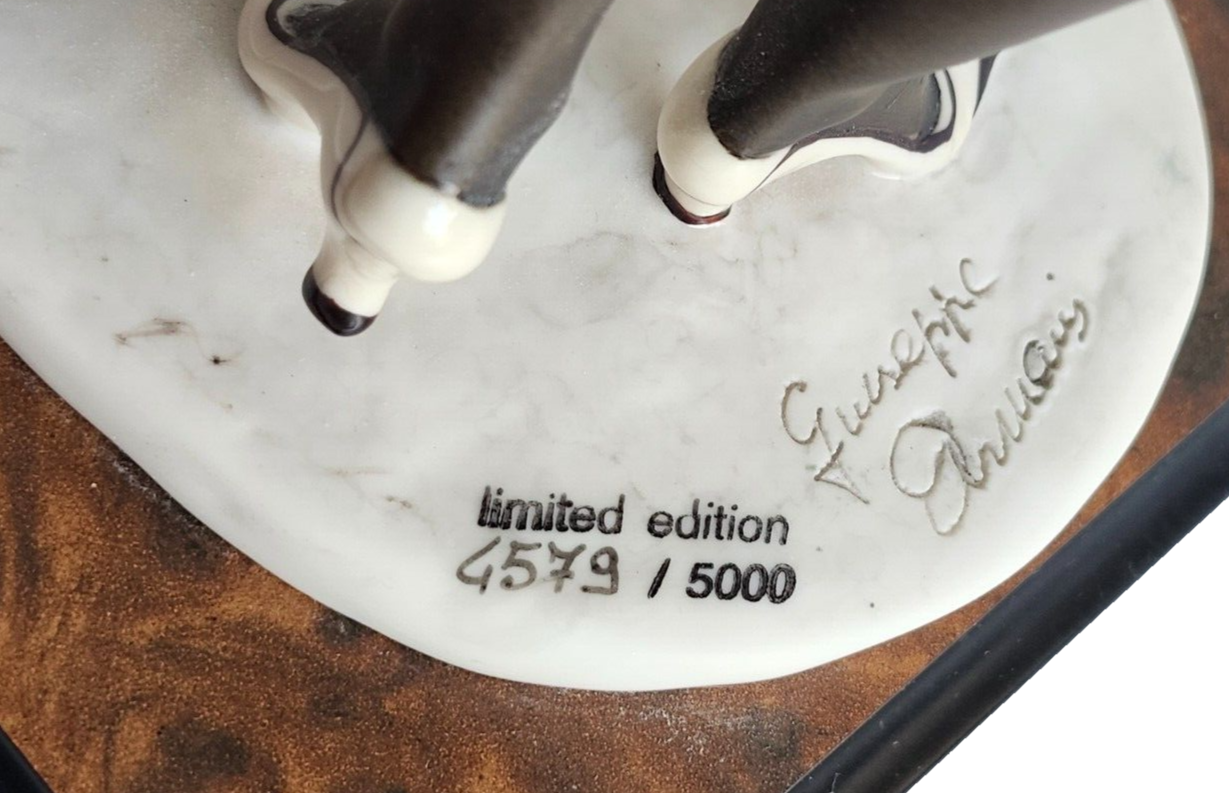 Giuseppe
Armani
limited edition
4579 / 5000